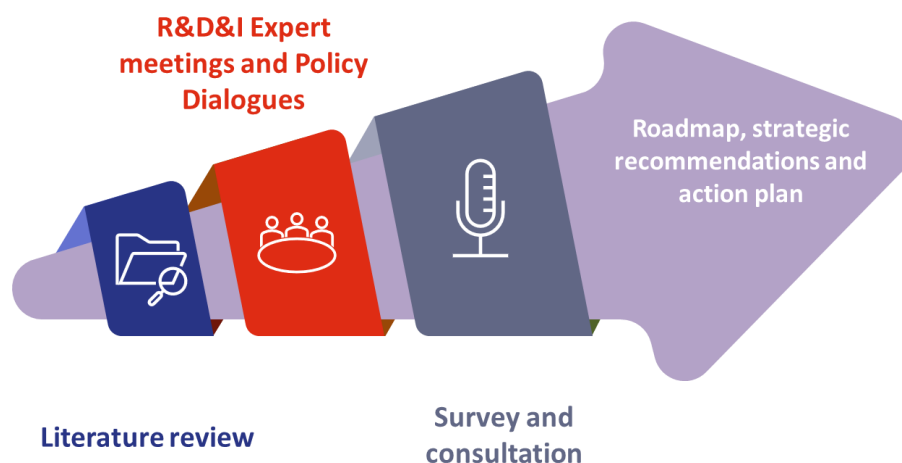 R&D&I Expert
meetings and Policy
Dialogues
Roadmap, strategic
recommendations and
action plan
Literature review
Survey and
consultation